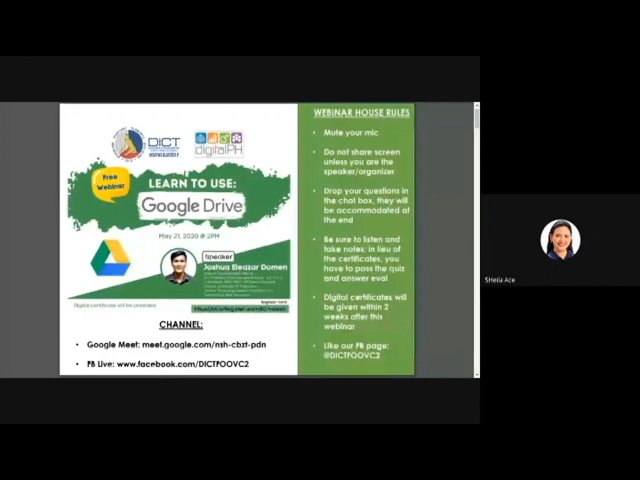 DICT
digitalPH
Free
Webinar
LEARN TO USE:
Google Drive
May 21, 2020 @ 2PM
Speaker
Joshua Eleazar Domen
Digital certificate will be provided
CHANNEL:
• Google Meet: meet.google.com/nsh-cbzt-pdn
• FB Live: www.facebook.com/DICTFOOVC2
WEBINAR HOUSE RULES
• Mute your mic
• Do not share screen
unless you are the
speaker/organizer
• Drop your questions in
the chat box, they will
be accommodated at
the end
• Be sure to listen and
take notes; in lieu of
the certificates, you
have to pass the quiz
and answer eval
• Digital certificates will
be given within 2
weeks after this
webinar
• Like our FB page:
@DICTFOOVC2
Sheila Ace